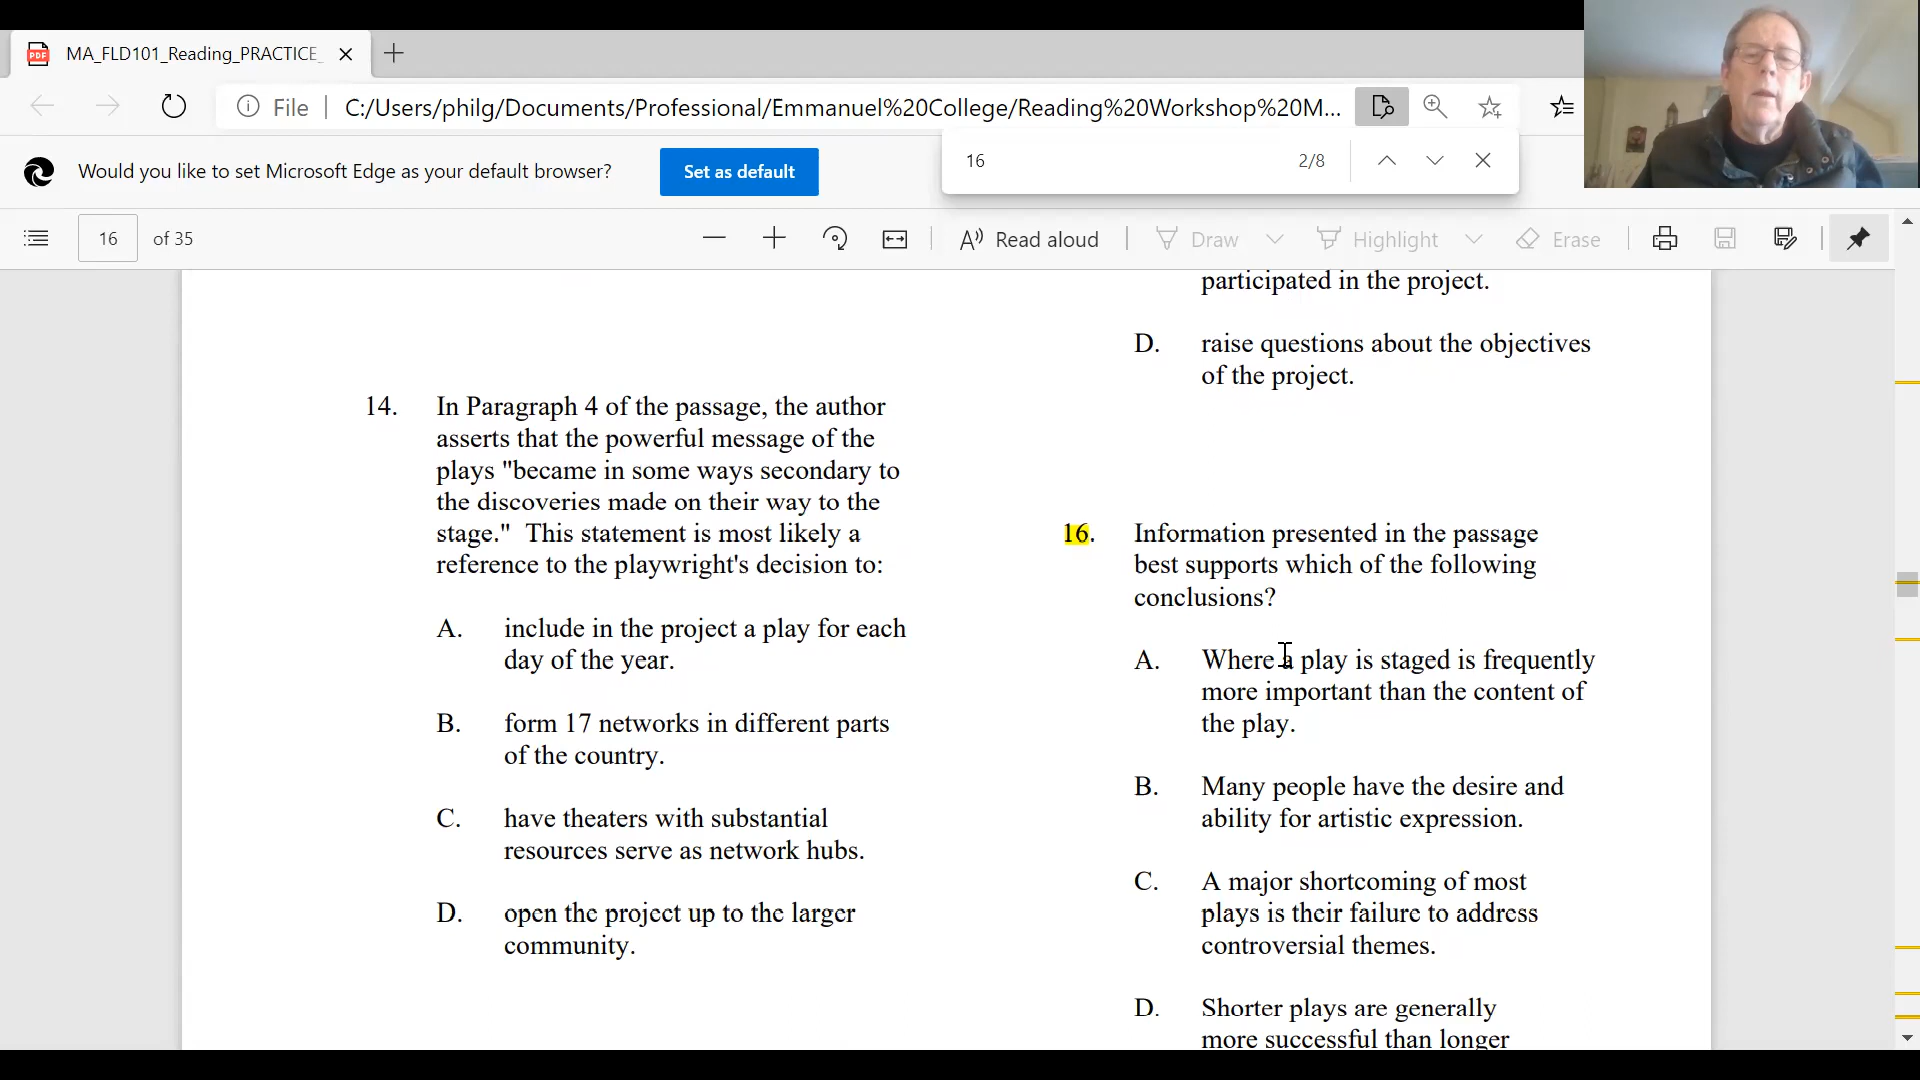 MA_FLD101_Reading_PRACTICE_
File
C:/Users/philg/Documents/Professional/Emmanuel%20College/Reading%20Workshop%20M...
Would you like to set Microsoft Edge as your default browser?
Set as default
16
2/8
16
of 35
Read aloud
Draw
Highlight
Erase
14. In Paragraph 4 of the passage, the author
asserts that the powerful message of the
plays "became in some ways secondary to
the discoveries made on their way to the
stage." This statement is most likely a
reference to the playwright's decision to:
A. include in the project a play for each
day of the year.
B. form 17 networks in different parts
of the country.
C. have theaters with substantial
resources serve as network hubs.
D. open the project up to the larger
community.
participated in the project.
D. raise questions about the objectives
of the project.
16. Information presented in the passage
best supports which of the following
conclusions?
A. Where a play is staged is frequently
more important than the content of
the play.
B. Many people have the desire and
ability for artistic expression.
C. A major shortcoming of most
plays is their failure to address
controversial themes.
D. Shorter plays are generally
more successful than longer